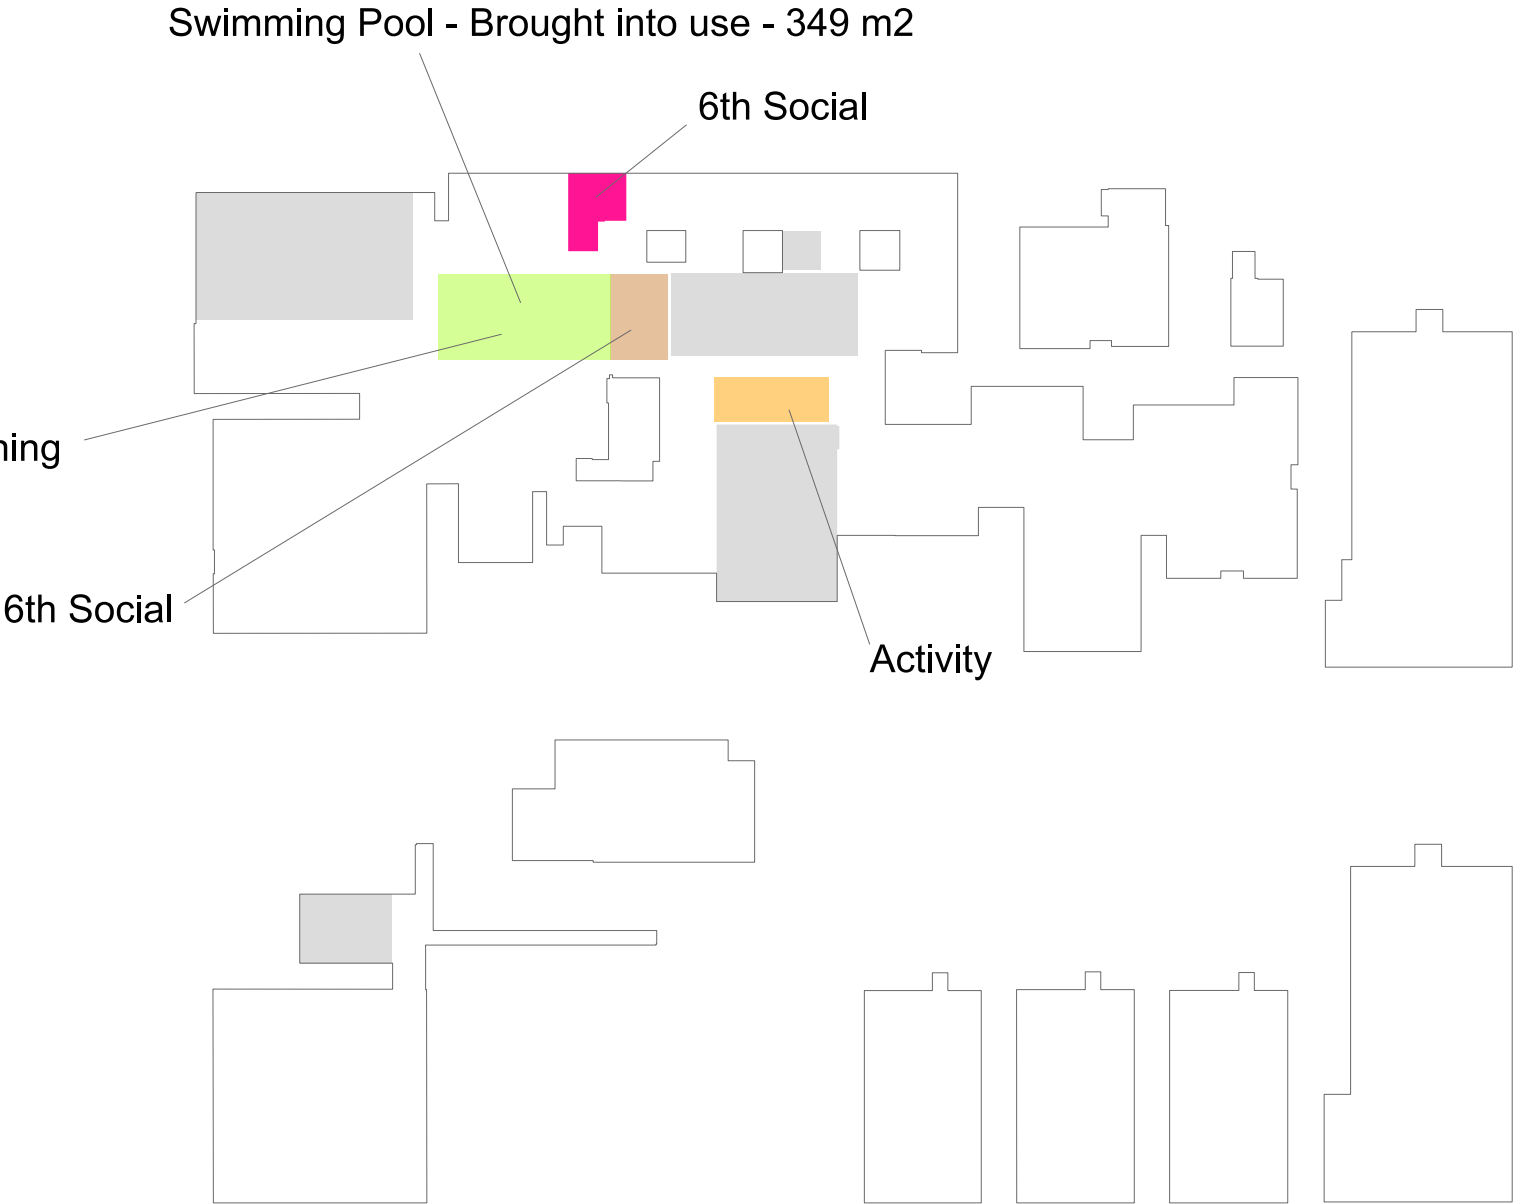 Swimming Pool - Brought into use - 349 m2
6th Social
6th Social
Activity